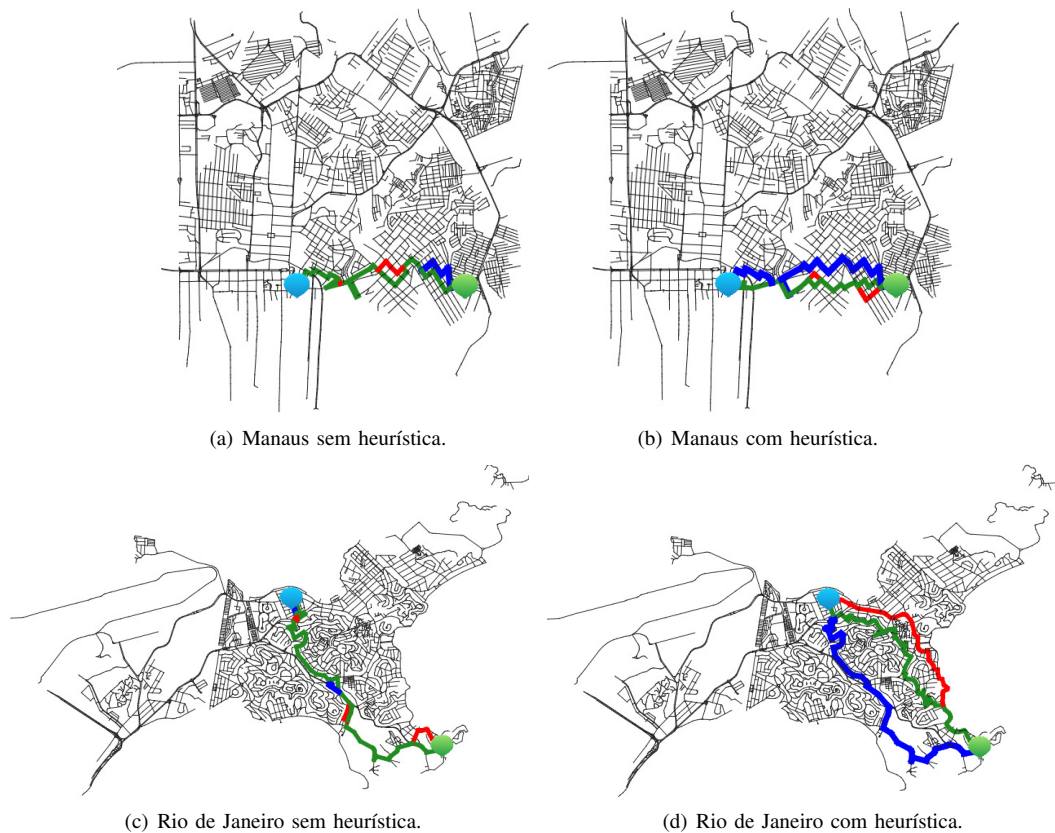 (a) Manaus sem heurística.
(b) Manaus com heurística.
(c) Rio de Janeiro sem heurística.
(d) Rio de Janeiro com heurística.